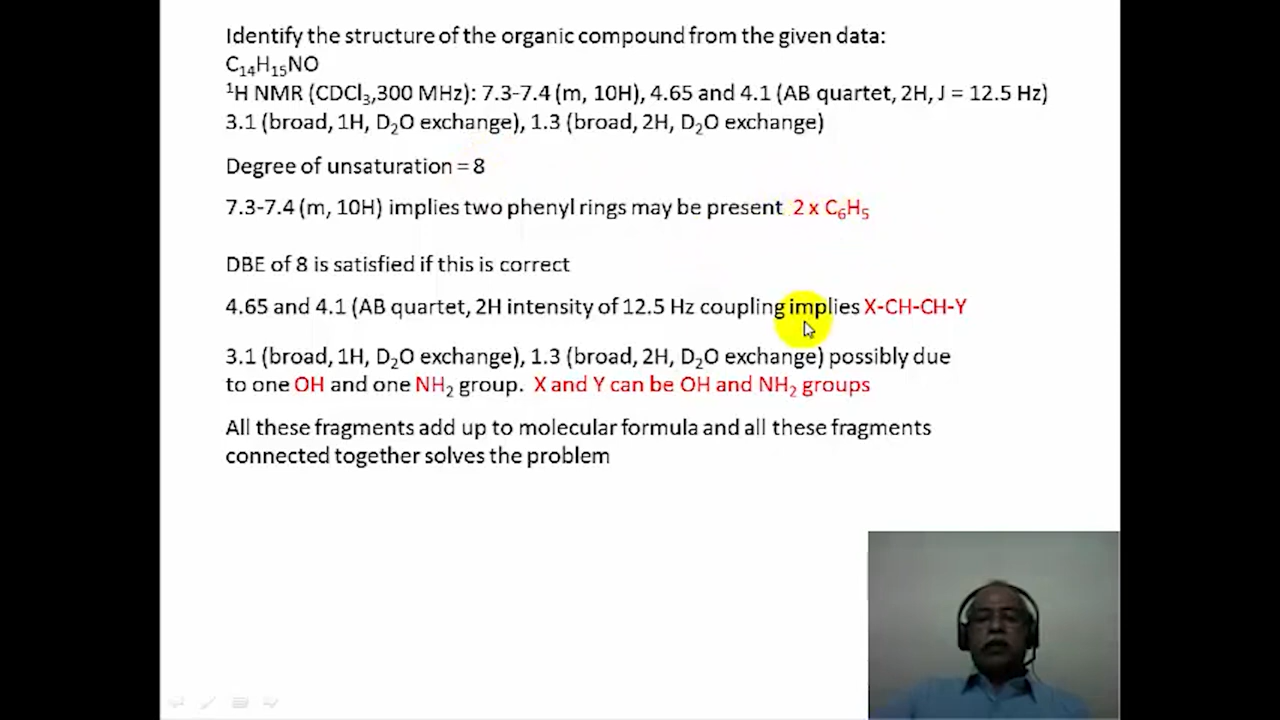 Identify the structure of the organic compound from the given data:
C₁₄H₁₅NO
¹H NMR (CDCl₃,300 MHz): 7.3-7.4 (m, 10H), 4.65 and 4.1 (AB quartet, 2H, J = 12.5 Hz)
3.1 (broad, 1H, D₂O exchange), 1.3 (broad, 2H, D₂O exchange)
Degree of unsaturation = 8
7.3-7.4 (m, 10H) implies two phenyl rings may be present 2 x C₆H₅
DBE of 8 is satisfied if this is correct
4.65 and 4.1 (AB quartet, 2H intensity of 12.5 Hz coupling implies X-CH-CH-Y
3.1 (broad, 1H, D₂O exchange), 1.3 (broad, 2H, D₂O exchange) possibly due
to one OH and one NH₂ group. X and Y can be OH and NH₂ groups
All these fragments add up to molecular formula and all these fragments
connected together solves the problem